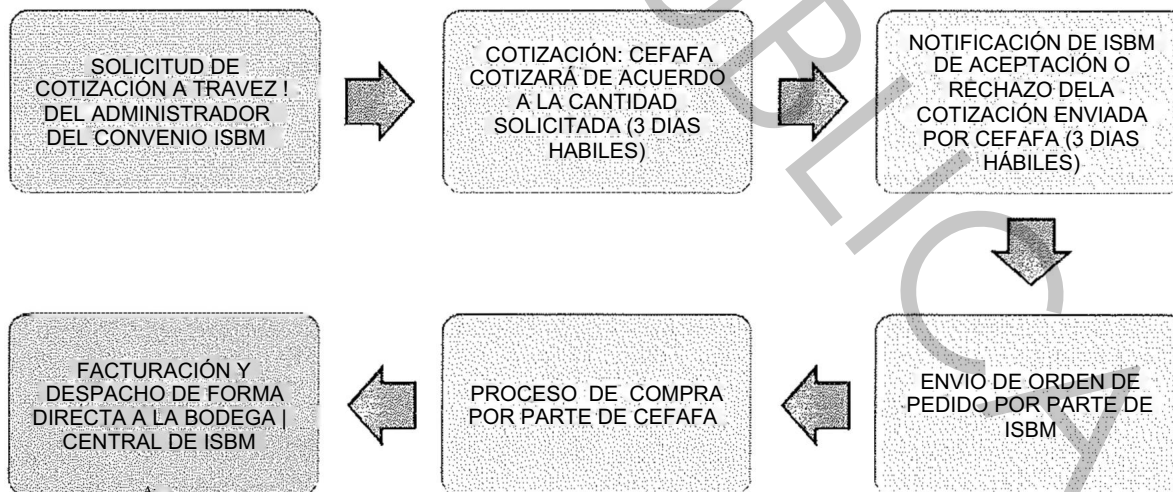 SOLICITUD DE
COTIZACIÓN A TRAVEZ !
DEL ADMINISTRADOR
DEL CONVENIO ISBM
COTIZACIÓN: CEFAFA
COTIZARÁ DE ACUERDO
A LA CANTIDAD
SOLICITADA (3 DIAS
HABILES)
NOTIFICACIÓN DE ISBM
DE ACEPTACIÓN O
RECHAZO DELA
COTIZACIÓN ENVIADA
POR CEFAFA (3 DIAS
HÁBILES)
ENVIO DE ORDEN DE
PEDIDO POR PARTE DE
ISBM
PROCESO DE COMPRA
POR PARTE DE CEFAFA
FACTURACIÓN Y
DESPACHO DE FORMA
DIRECTA A LA BODEGA |
CENTRAL DE ISBM
UBLICA